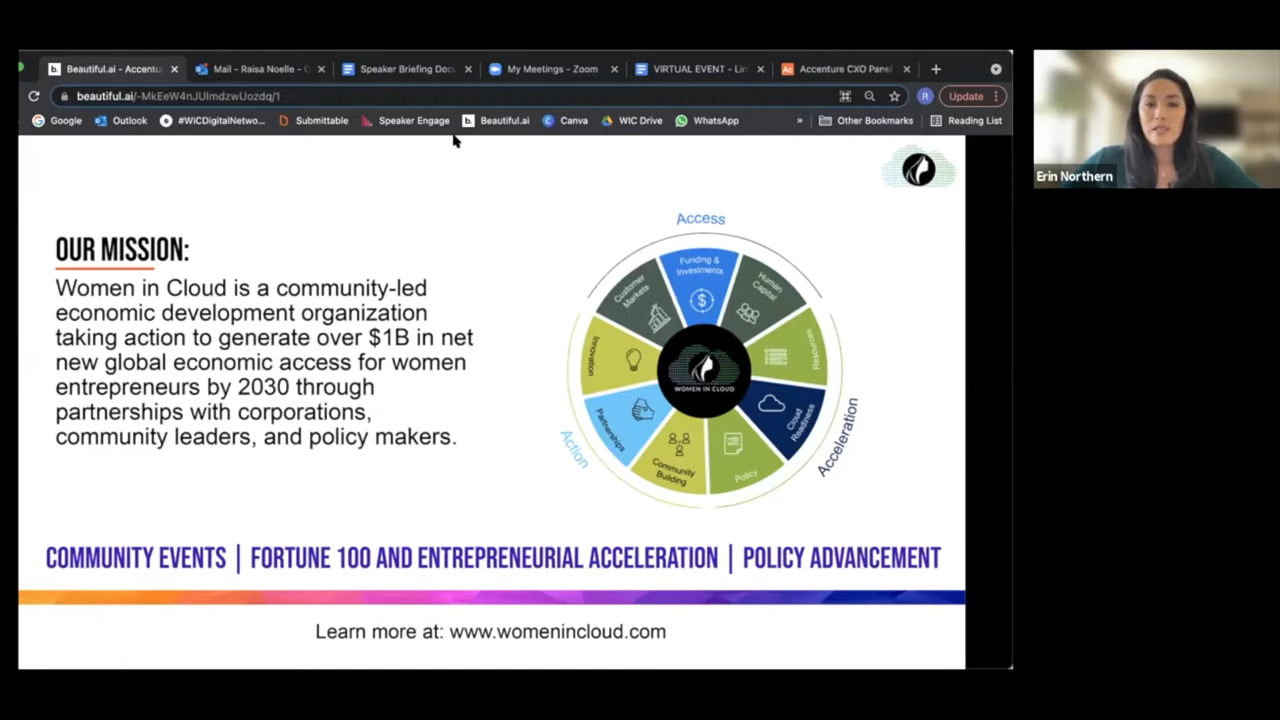 b. Beautiful.ai - Accentu
Mail - Raisa Noelle - O
Speaker Briefing Docu
My Meetings - Zoom
VIRTUAL EVENT - Lin
Ac Accenture CXO Pane
beautiful.ai/-MkEeW4nJUlmdzwUozdq/1
R
Update
Google
Outlook
#WiCDigitalNetwo...
Submittable
Speaker Engage
b. Beautiful.ai
Canva
WIC Drive
WhatsApp
»
Other Bookmarks
Reading List
Erin Northern
OUR MISSION:
Women in Cloud is a community-led
economic development organization
taking action to generate over $1B in net
new global economic access for women
entrepreneurs by 2030 through
partnerships with corporations,
community leaders, and policy makers.
Access
Funding &
Investments
$
Human
Capital
Resources
Cloud
Readiness
Policy
Community
Building
Partnerships
Innovation
Customer
Markets
WOMEN IN CLOUD
Action
Acceleration
COMMUNITY EVENTS | FORTUNE 100 AND ENTREPRENEURIAL ACCELERATION | POLICY ADVANCEMENT
Learn more at: www.womenincloud.com